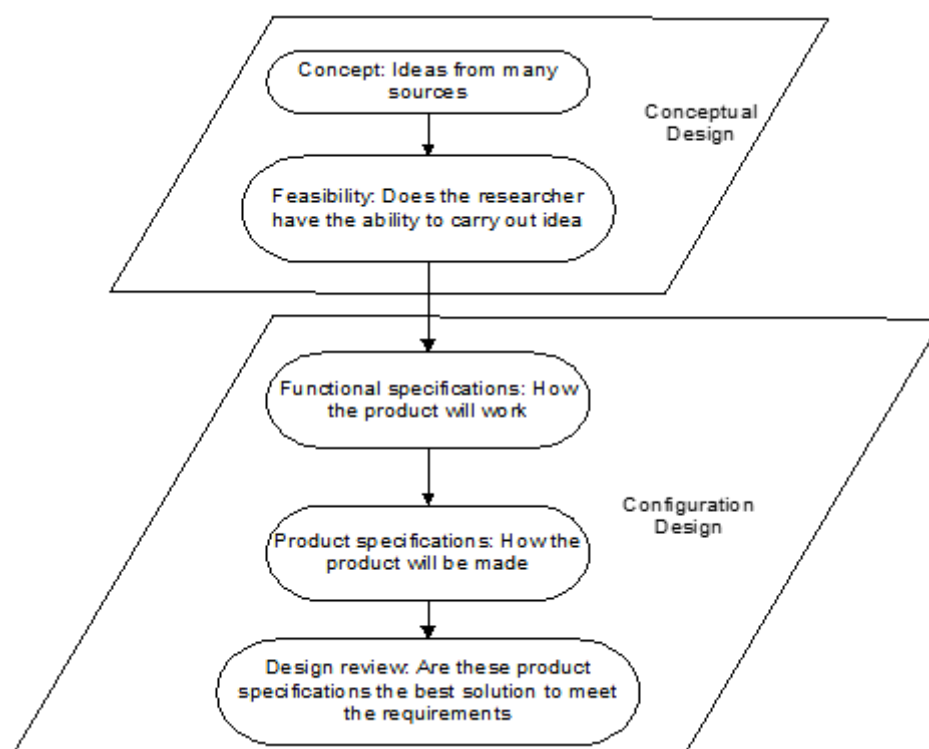 Concept: Ideas from many
sources
Conceptual
Design
Feasibility: Does the researcher
have the ability to carry out idea
Functional specifications: How
the product will work
Configuration
Design
Product specifications: How the
product will be made
Design review: Are these product
specifications the best solution to meet
the requirements